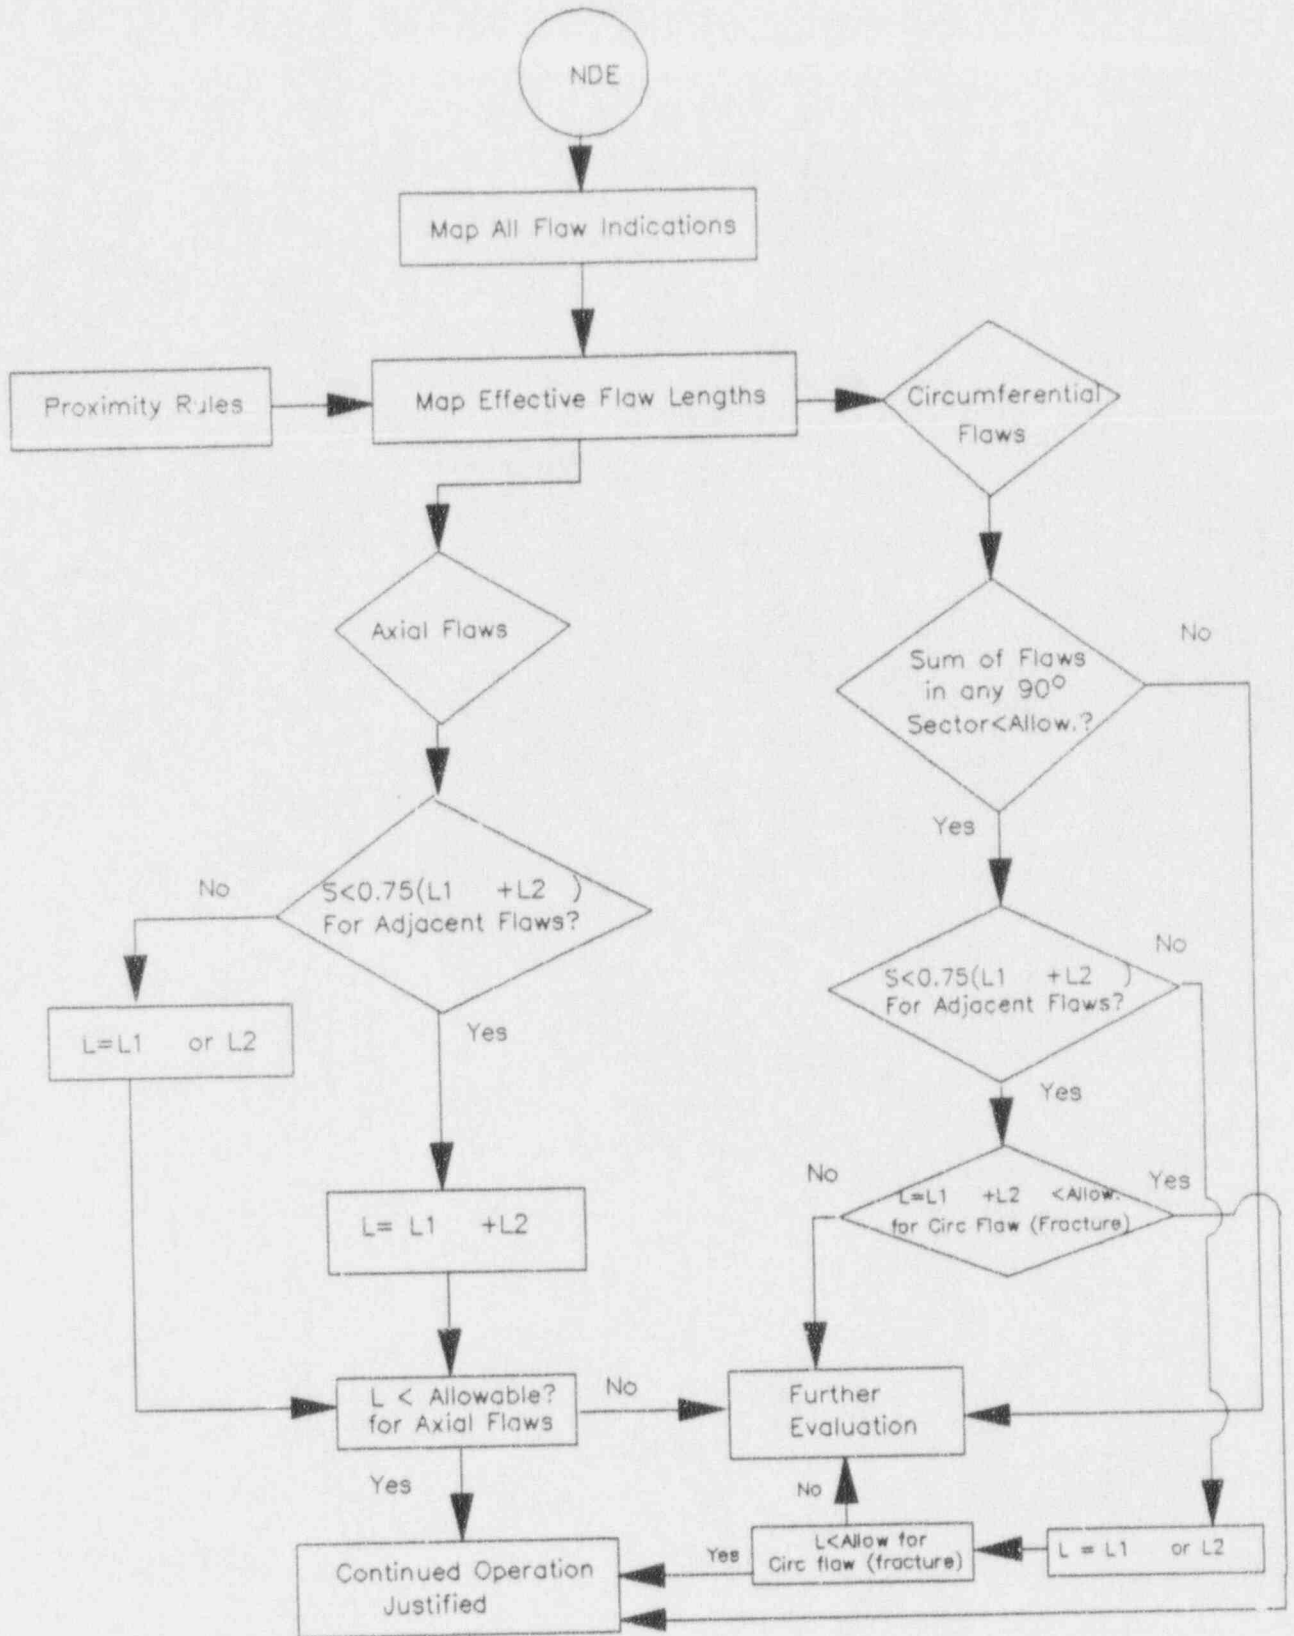 NDE
Map All Flaw Indications
Proximity Rules
Map Effective Flaw Lengths
Circumferential
Flaws
Axial Flaws
Sum of Flaws
in any 90°
Sector<Allow.?
No
Yes
No
S<0.75(L1 +L2 )
For Adjacent Flaws?
Yes
L=L1 or L2
L= L1 +L2
S<0.75(L1 +L2 )
For Adjacent Flaws?
No
Yes
No
L=L1 +L2 <Allow.
for Circ Flaw (Fracture)
Yes
L < Allowable?
for Axial Flaws
No
Yes
Further
Evaluation
No
L<Allow for
Circ flaw (fracture)
Yes
L = L1 or L2
Continued Operation
Justified